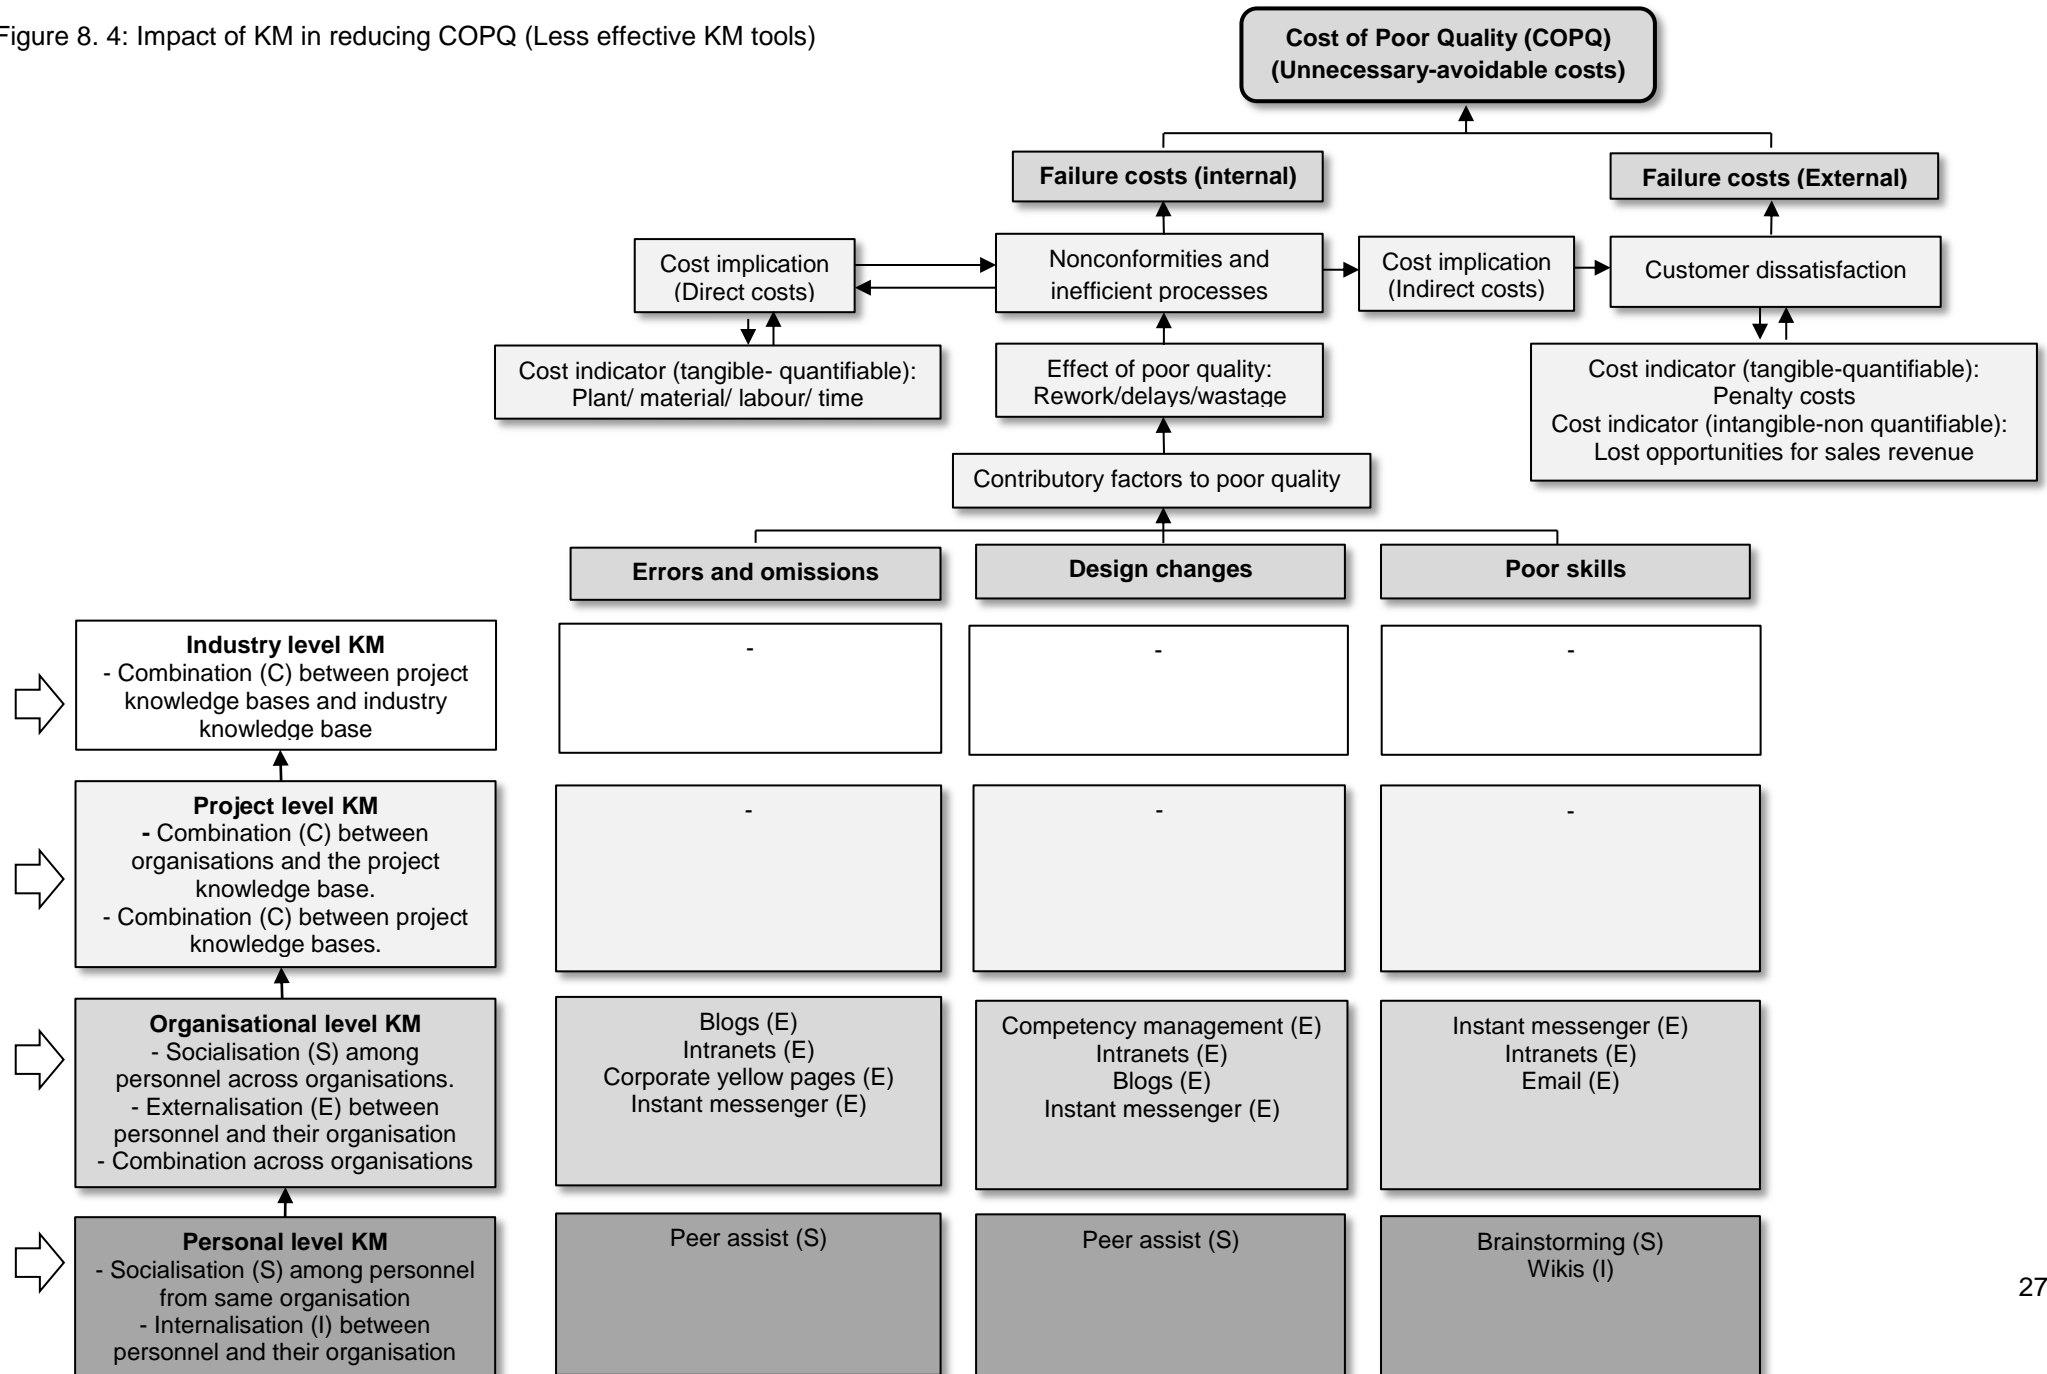 Figure 8. 4: Impact of KM in reducing COPQ (Less effective KM tools)
Cost of Poor Quality (COPQ)
(Unnecessary-avoidable costs)
Failure costs (internal)
Failure costs (External)
Cost implication
(Direct costs)
Nonconformities and
inefficient processes
Cost implication
(Indirect costs)
Customer dissatisfaction
Cost indicator (tangible- quantifiable):
Plant/ material/ labour/ time
Effect of poor quality:
Rework/delays/wastage
Cost indicator (tangible-quantifiable):
Penalty costs
Cost indicator (intangible-non quantifiable):
Lost opportunities for sales revenue
Contributory factors to poor quality
Errors and omissions
Design changes
Poor skills
Industry level KM
- Combination (C) between project
knowledge bases and industry
knowledge base
-
-
-
Project level KM
- Combination (C) between
organisations and the project
knowledge base.
- Combination (C) between project
knowledge bases.
-
-
-
Organisational level KM
- Socialisation (S) among
personnel across organisations.
- Externalisation (E) between
personnel and their organisation
- Combination across organisations
Blogs (E)
Intranets (E)
Corporate yellow pages (E)
Instant messenger (E)
Competency management (E)
Intranets (E)
Blogs (E)
Instant messenger (E)
Instant messenger (E)
Intranets (E)
Email (E)
Personal level KM
- Socialisation (S) among personnel
from same organisation
- Internalisation (I) between
personnel and their organisation
Peer assist (S)
Peer assist (S)
Brainstorming (S)
Wikis (I)
27